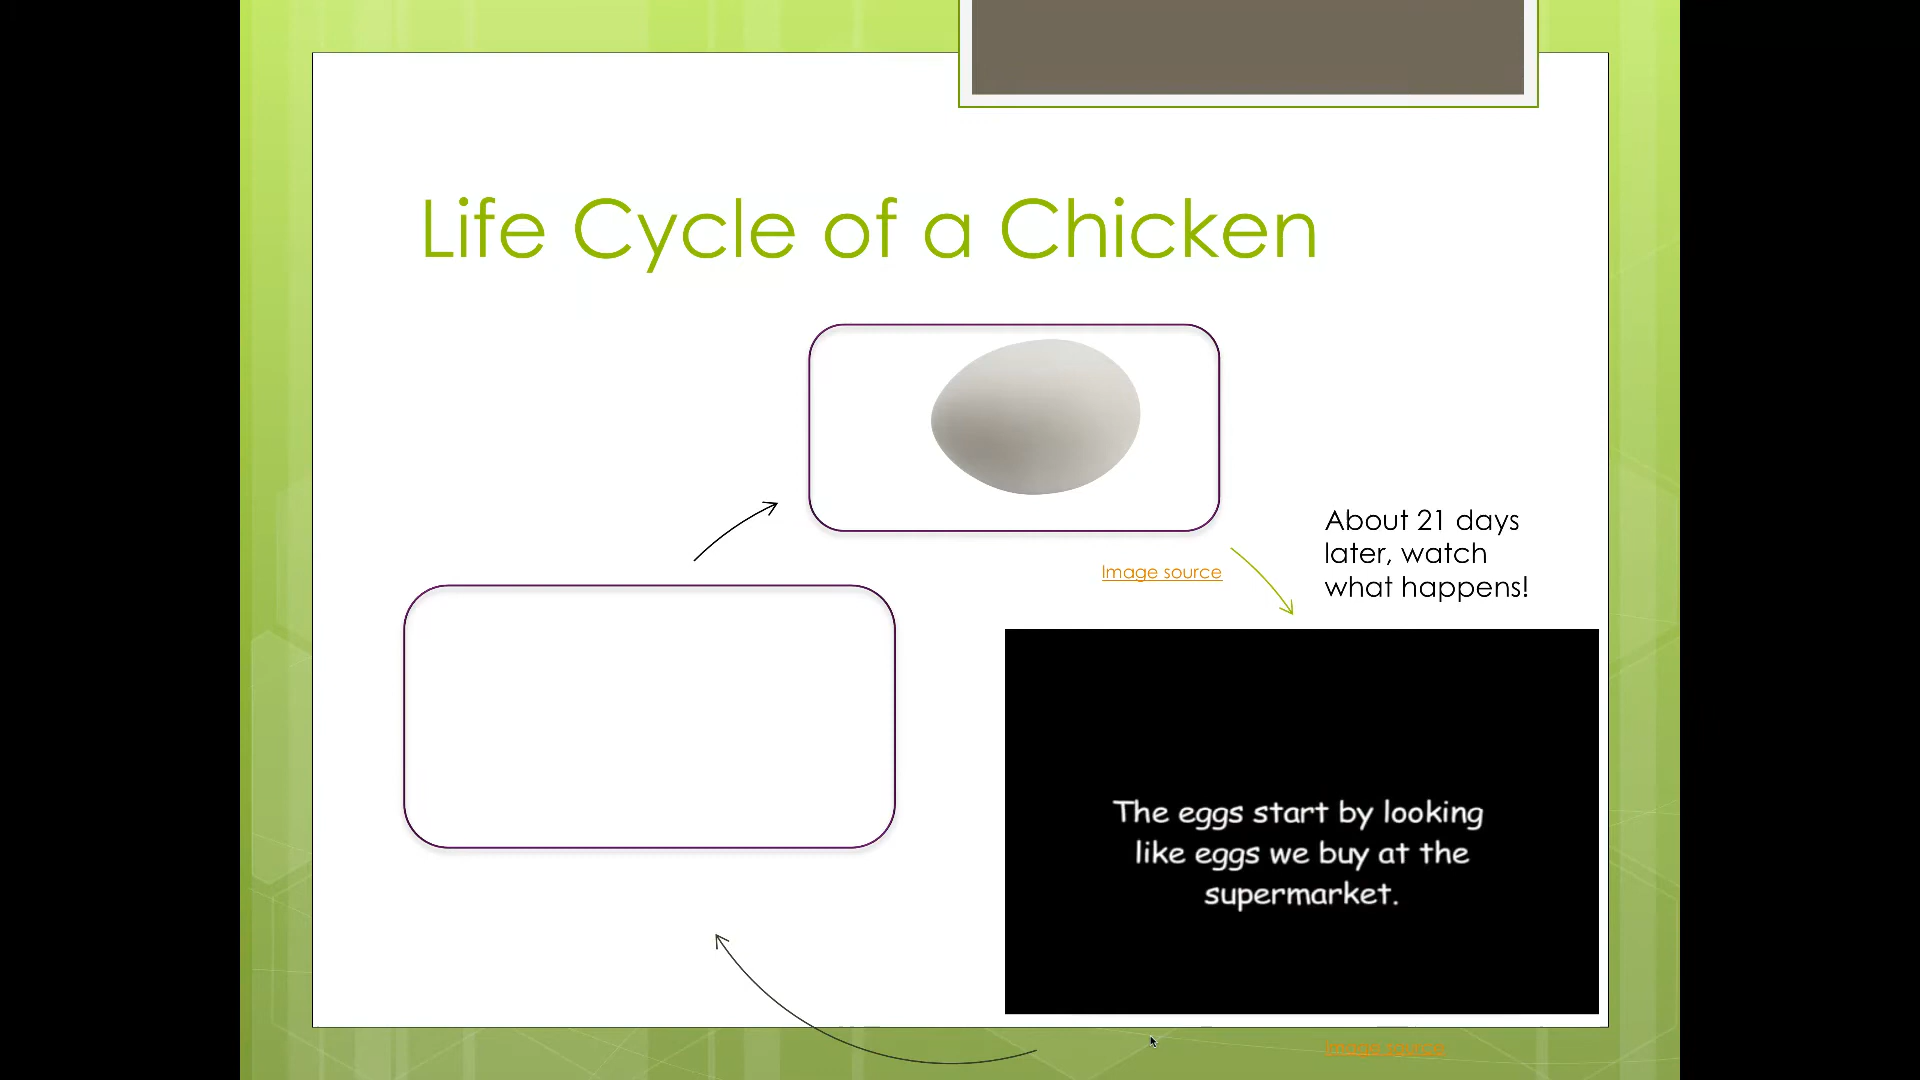 Life Cycle of a Chicken
Image source
About 21 days
later, watch
what happens!
The eggs start by looking
like eggs we buy at the
supermarket.
Image source